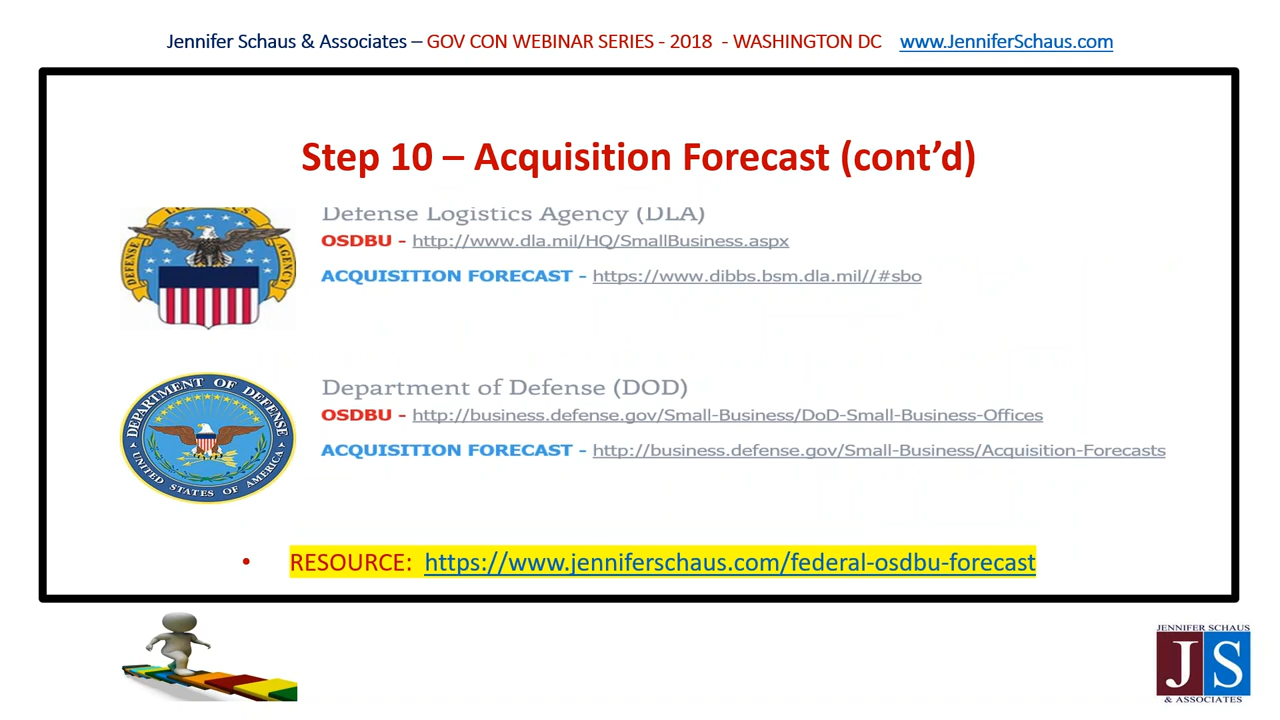 Jennifer Schaus & Associates – GOV CON WEBINAR SERIES - 2018 - WASHINGTON DC www.JenniferSchaus.com
Step 10 – Acquisition Forecast (cont’d)
DEFENSE LOGISTICS AGENCY
Defense Logistics Agency (DLA)
OSDBU - http://www.dla.mil/HQ/SmallBusiness.aspx
ACQUISITION FORECAST - https://www.dibbs.bsm.dla.mil//#sbo
DEPARTMENT OF DEFENSE
UNITED STATES OF AMERICA
Department of Defense (DOD)
OSDBU - http://business.defense.gov/Small-Business/DoD-Small-Business-Offices
ACQUISITION FORECAST - http://business.defense.gov/Small-Business/Acquisition-Forecasts
• RESOURCE: https://www.jenniferschaus.com/federal-osdbu-forecast
JENNIFER SCHAUS
JS
& ASSOCIATES